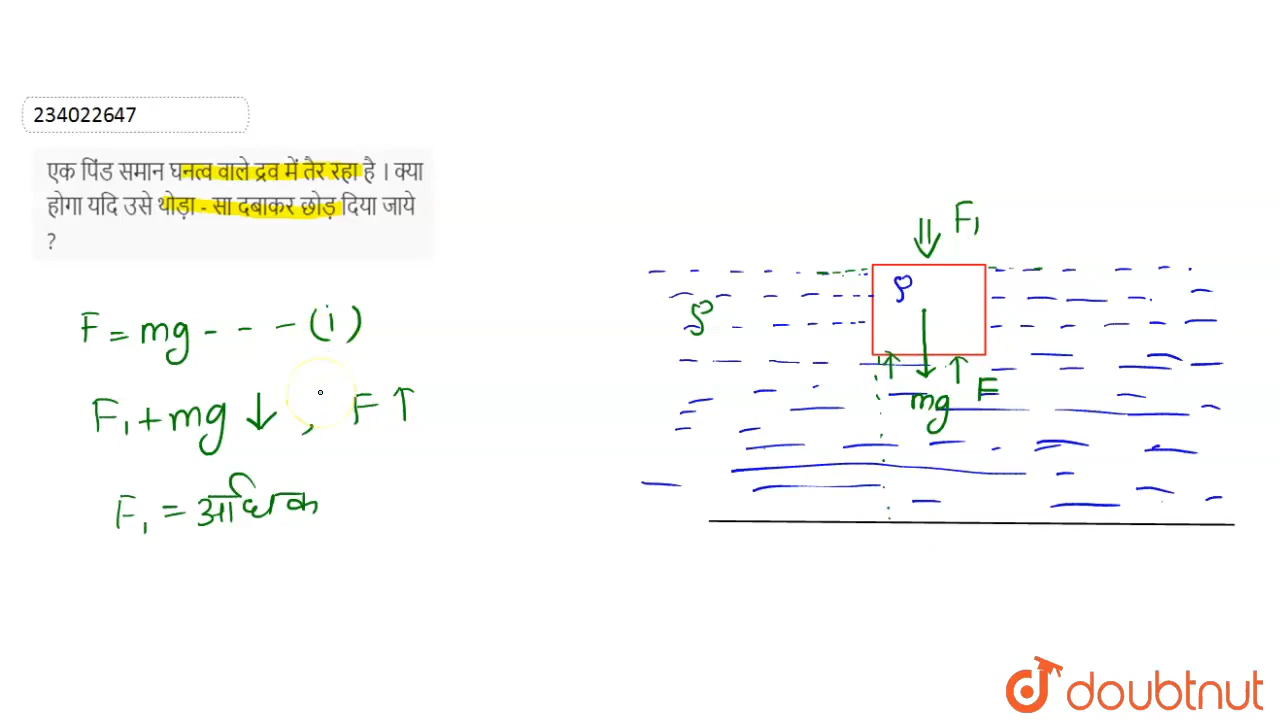 234022647
एक पिंड समान घनत्व वाले द्रव में तैर रहा है । क्या
होगा यदि उसे थोड़ा - सा दबाकर छोड़ दिया जाये
?
F = mg - - - (i)
F₁ + mg ↓ , F ↑
F₁ = अधिक
F₁
ρ
ρ
F
mg
doubtnut